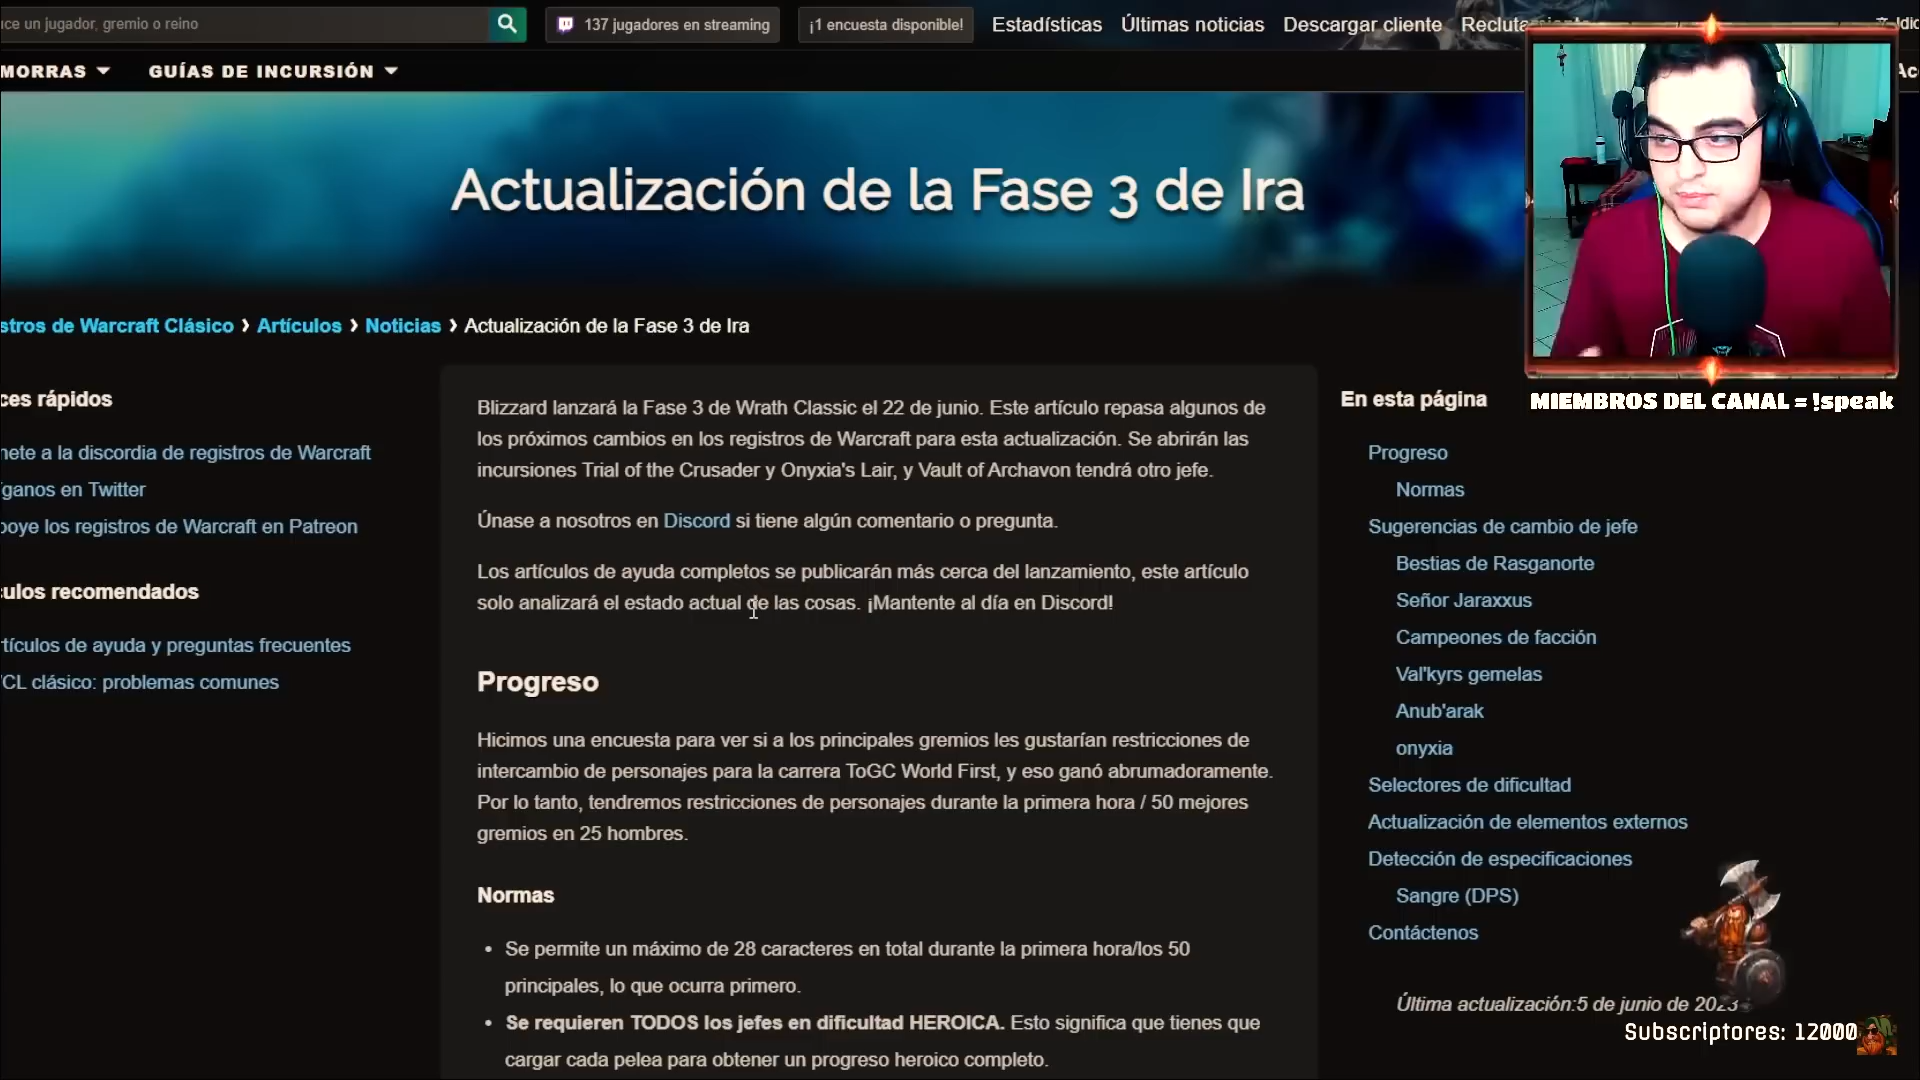 ce un jugador, gremio o reino
137 jugadores en streaming
¡1 encuesta disponible!
Estadísticas
Últimas noticias
Descargar cliente
MORRAS
GUÍAS DE INCURSIÓN
Actualización de la Fase 3 de Ira
stros de Warcraft Clásico › Artículos › Noticias › Actualización de la Fase 3 de Ira
ces rápidos
nete a la discordia de registros de Warcraft
ganos en Twitter
poye los registros de Warcraft en Patreon
culos recomendados
tículos de ayuda y preguntas frecuentes
CL clásico: problemas comunes
Blizzard lanzará la Fase 3 de Wrath Classic el 22 de junio. Este artículo repasa algunos de
los próximos cambios en los registros de Warcraft para esta actualización. Se abrirán las
incursiones Trial of the Crusader y Onyxia's Lair, y Vault of Archavon tendrá otro jefe.
Únase a nosotros en Discord si tiene algún comentario o pregunta.
Los artículos de ayuda completos se publicarán más cerca del lanzamiento, este artículo
solo analizará el estado actual de las cosas. ¡Mantente al día en Discord!
Progreso
Hicimos una encuesta para ver si a los principales gremios les gustarían restricciones de
intercambio de personajes para la carrera ToGC World First, y eso ganó abrumadoramente.
Por lo tanto, tendremos restricciones de personajes durante la primera hora / 50 mejores
gremios en 25 hombres.
Normas
• Se permite un máximo de 28 caracteres en total durante la primera hora/los 50
principales, lo que ocurra primero.
• Se requieren TODOS los jefes en dificultad HEROICA. Esto significa que tienes que
cargar cada pelea para obtener un progreso heroico completo.
MIEMBROS DEL CANAL = !speak
En esta página
Progreso
Normas
Sugerencias de cambio de jefe
Bestias de Rasganorte
Señor Jaraxxus
Campeones de facción
Val'kyrs gemelas
Anub'arak
onyxia
Selectores de dificultad
Actualización de elementos externos
Detección de especificaciones
Sangre (DPS)
Contáctenos
Última actualización:5 de junio de 2023
Subscriptores: 12000